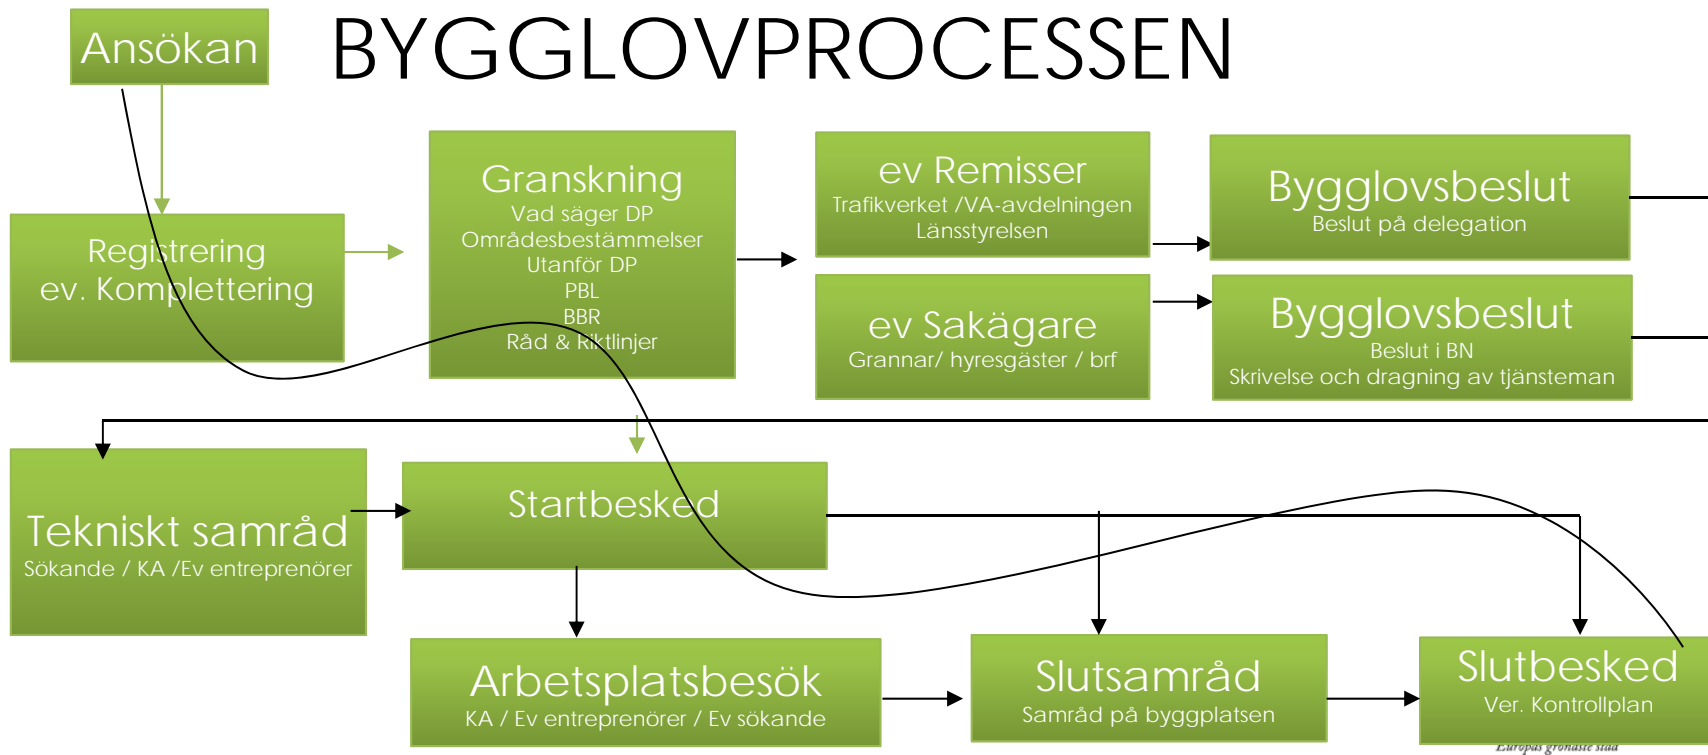 Ansökan
BYGGLOVPROCESSEN
Registrering
ev. Komplettering
Granskning
Vad säger DP
Områdesbestämmelser
Utanför DP
PBL
BBR
Råd & Riktlinjer
ev Remisser
Trafikverket /VA-avdelningen
Länsstyrelsen
ev Sakägare
Grannar/ hyresgäster / brf
Bygglovsbeslut
Beslut på delegation
Bygglovsbeslut
Beslut i BN
Skrivelse och dragning av tjänsteman
Tekniskt samråd
Sökande / KA /Ev entreprenörer
Startbesked
Arbetsplatsbesök
KA / Ev entreprenörer / Ev sökande
Slutsamråd
Samråd på byggplatsen
Slutbesked
Ver. Kontrollplan
Europas grönaste stad